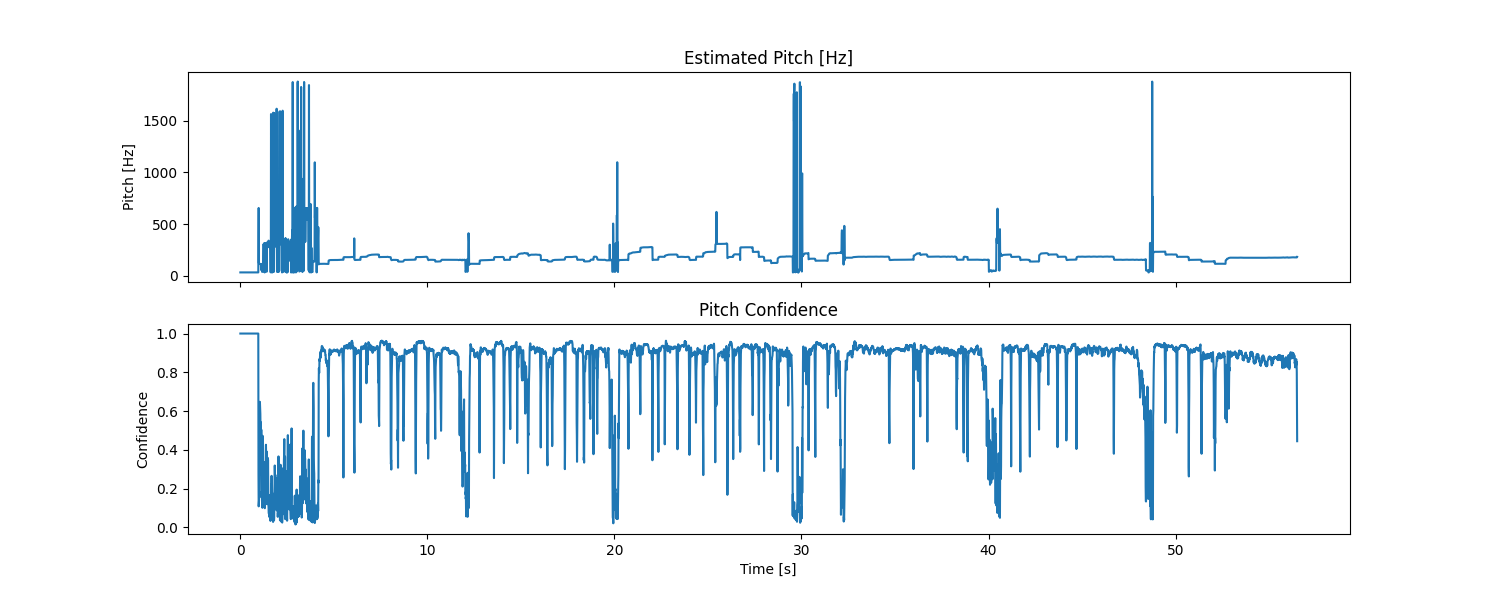 Estimated Pitch [Hz]
1500
1000
500
0
Pitch [Hz]
Pitch Confidence
1.0
0.8
0.6
0.4
0.2
0.0
Confidence
0 10 20 30 40 50
Time [s]